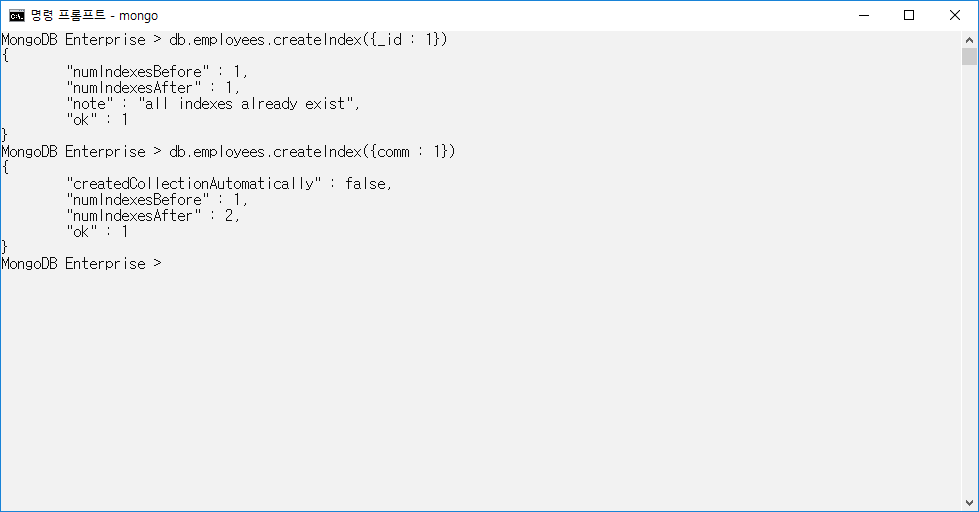 명령 프롬프트 - mongo
MongoDB Enterprise > db.employees.createIndex({_id : 1})
{
        "numIndexesBefore" : 1,
        "numIndexesAfter" : 1,
        "note" : "all indexes already exist",
        "ok" : 1
}
MongoDB Enterprise > db.employees.createIndex({comm : 1})
{
        "createdCollectionAutomatically" : false,
        "numIndexesBefore" : 1,
        "numIndexesAfter" : 2,
        "ok" : 1
}
MongoDB Enterprise >